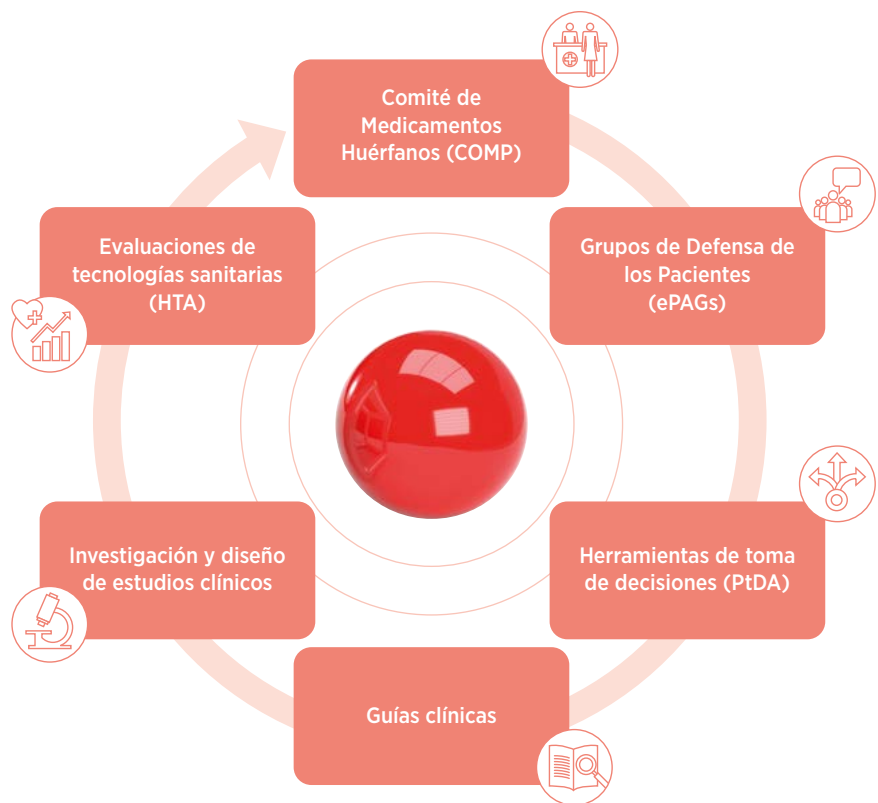 Comité de
Medicamentos
Huérfanos (COMP)
Grupos de Defensa de
los Pacientes
(ePAGs)
Herramientas de toma
de decisiones (PtDA)
Guías clínicas
Investigación y diseño
de estudios clínicos
Evaluaciones de
tecnologías sanitarias
(HTA)